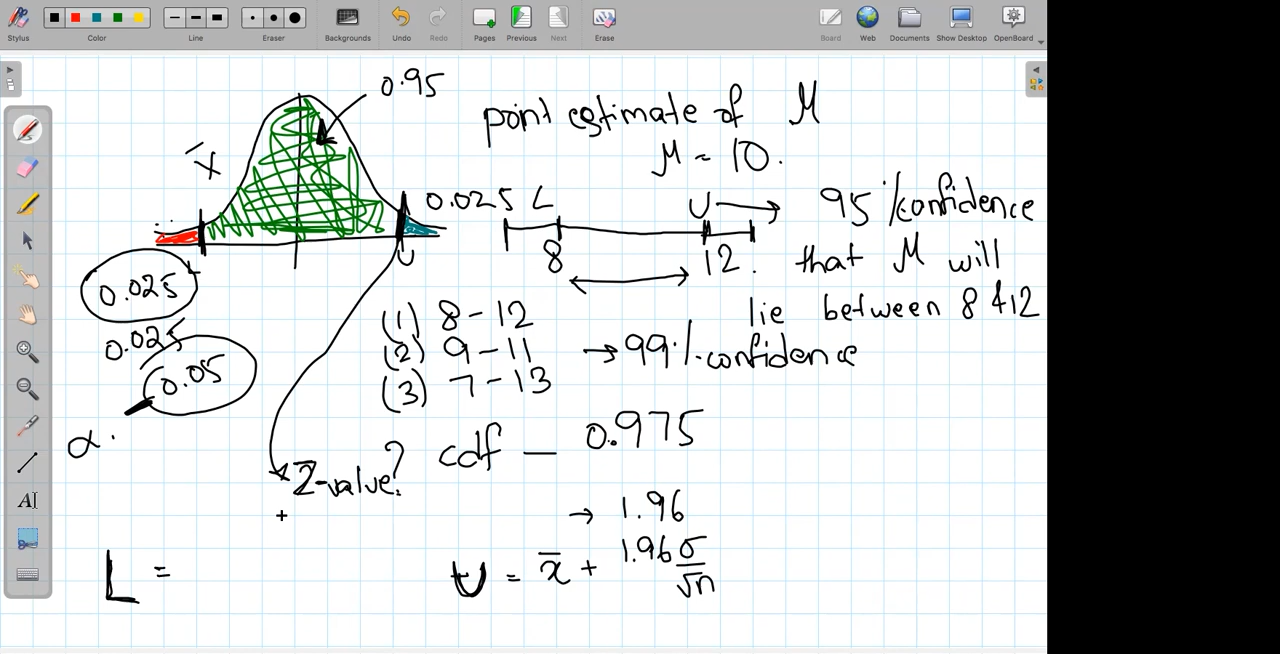 Stylus Color Line Eraser Backgrounds Undo Redo Pages Previous Next Erase Board Web Documents Show Desktop OpenBoard
0.95
point estimate of μ
μ = 10.
x̄
0.025 L U → 95 % confidence
8 12. that μ will
lie between 8 & 12
L U
0.025
0.025
0.05
α
(1) 8 - 12
(2) 9 - 11 → 99 % confidence
(3) 7 - 13
Z-value?
cdf - 0.975
→ 1.96
L =
U = x̄ + 1.96 σ / √n